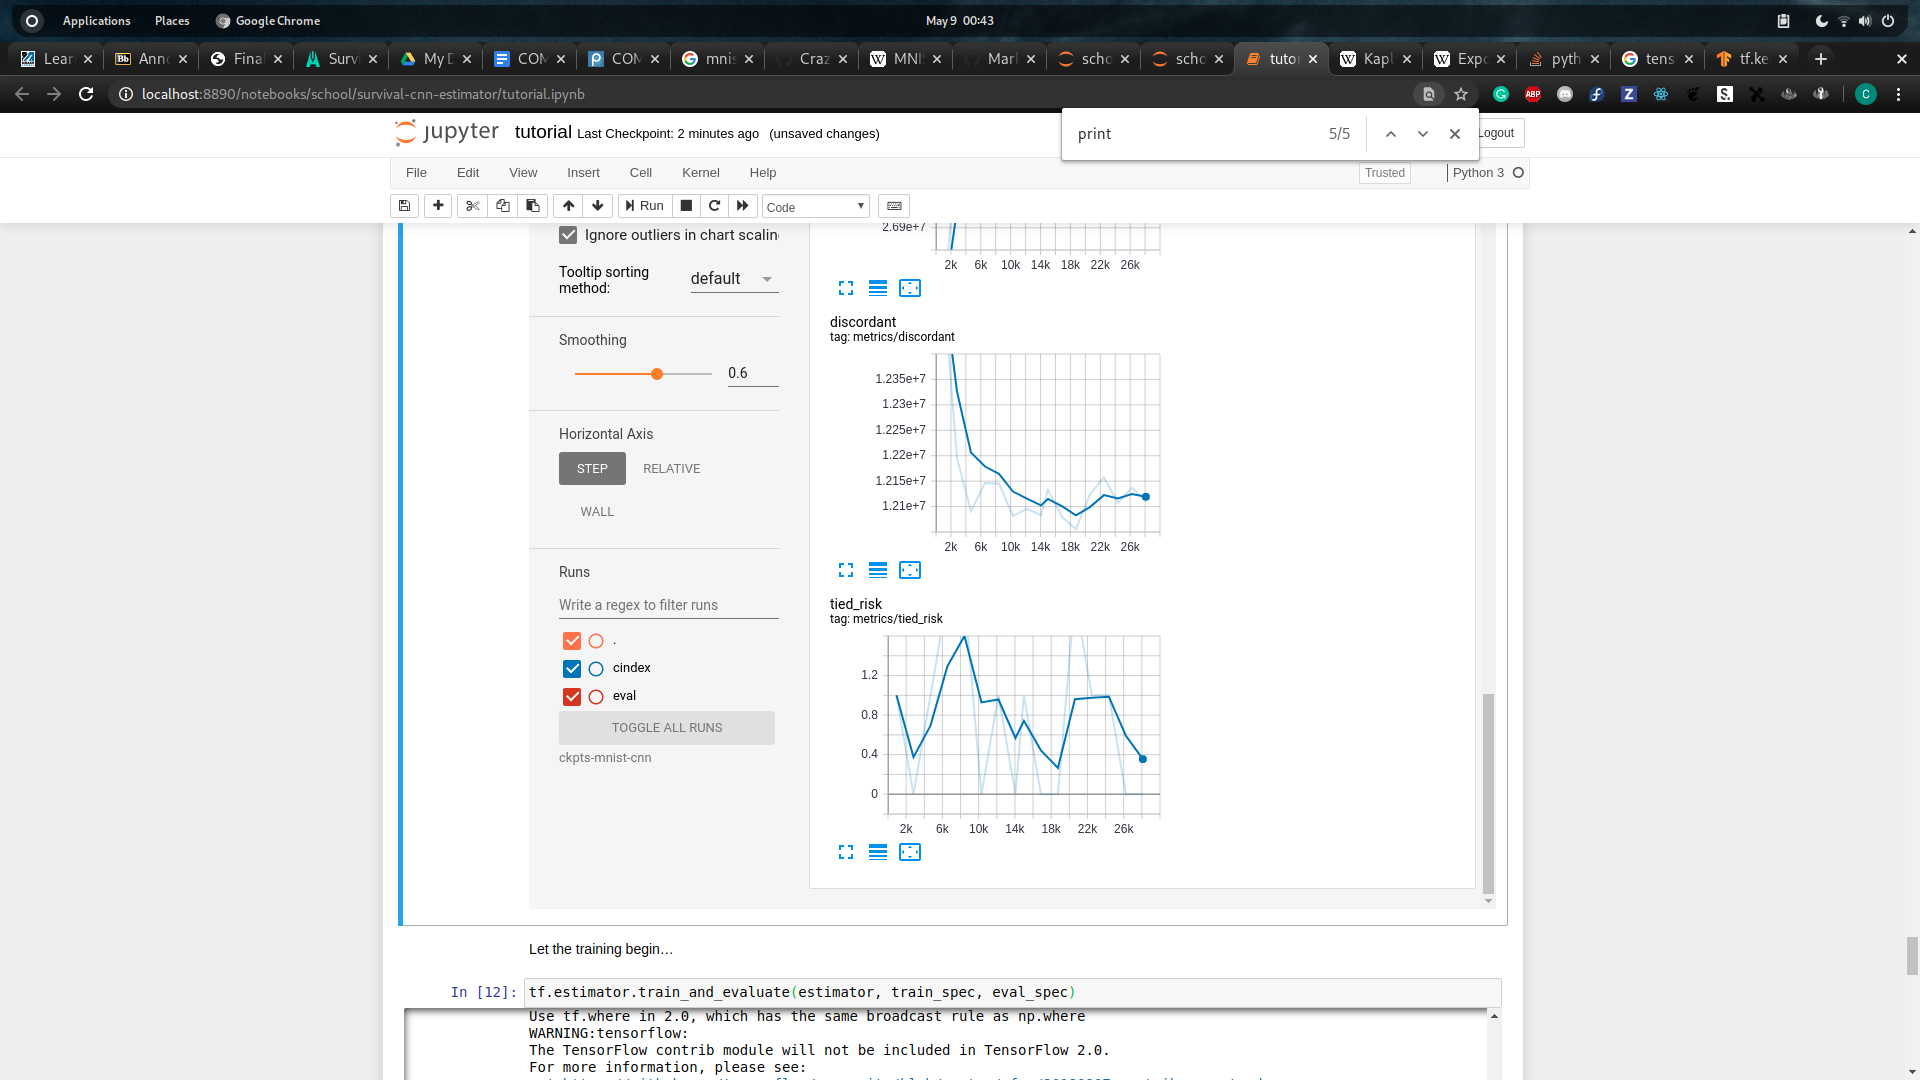 Applications Places Google Chrome May 9 00:43
Lear Anno Final Survi My D COM COM mnis Craz MNI Mark scho scho tutor Kapl Expo pyth tens tf.ke
localhost:8890/notebooks/school/survival-cnn-estimator/tutorial.ipynb
print 5/5
jupyter tutorial Last Checkpoint: 2 minutes ago (unsaved changes) Logout
File Edit View Insert Cell Kernel Help Trusted Python 3
Run Code
Ignore outliers in chart scalin
Tooltip sorting
method:
default
Smoothing
0.6
Horizontal Axis
STEP RELATIVE
WALL
Runs
Write a regex to filter runs
.
cindex
eval
TOGGLE ALL RUNS
ckpts-mnist-cnn
2.69e+7
2k 6k 10k 14k 18k 22k 26k
discordant
tag: metrics/discordant
1.235e+7
1.23e+7
1.225e+7
1.22e+7
1.215e+7
1.21e+7
2k 6k 10k 14k 18k 22k 26k
tied_risk
tag: metrics/tied_risk
1.2
0.8
0.4
0
2k 6k 10k 14k 18k 22k 26k
Let the training begin…
In [12]: tf.estimator.train_and_evaluate(estimator, train_spec, eval_spec)
Use tf.where in 2.0, which has the same broadcast rule as np.where
WARNING:tensorflow:
The TensorFlow contrib module will not be included in TensorFlow 2.0.
For more information, please see: